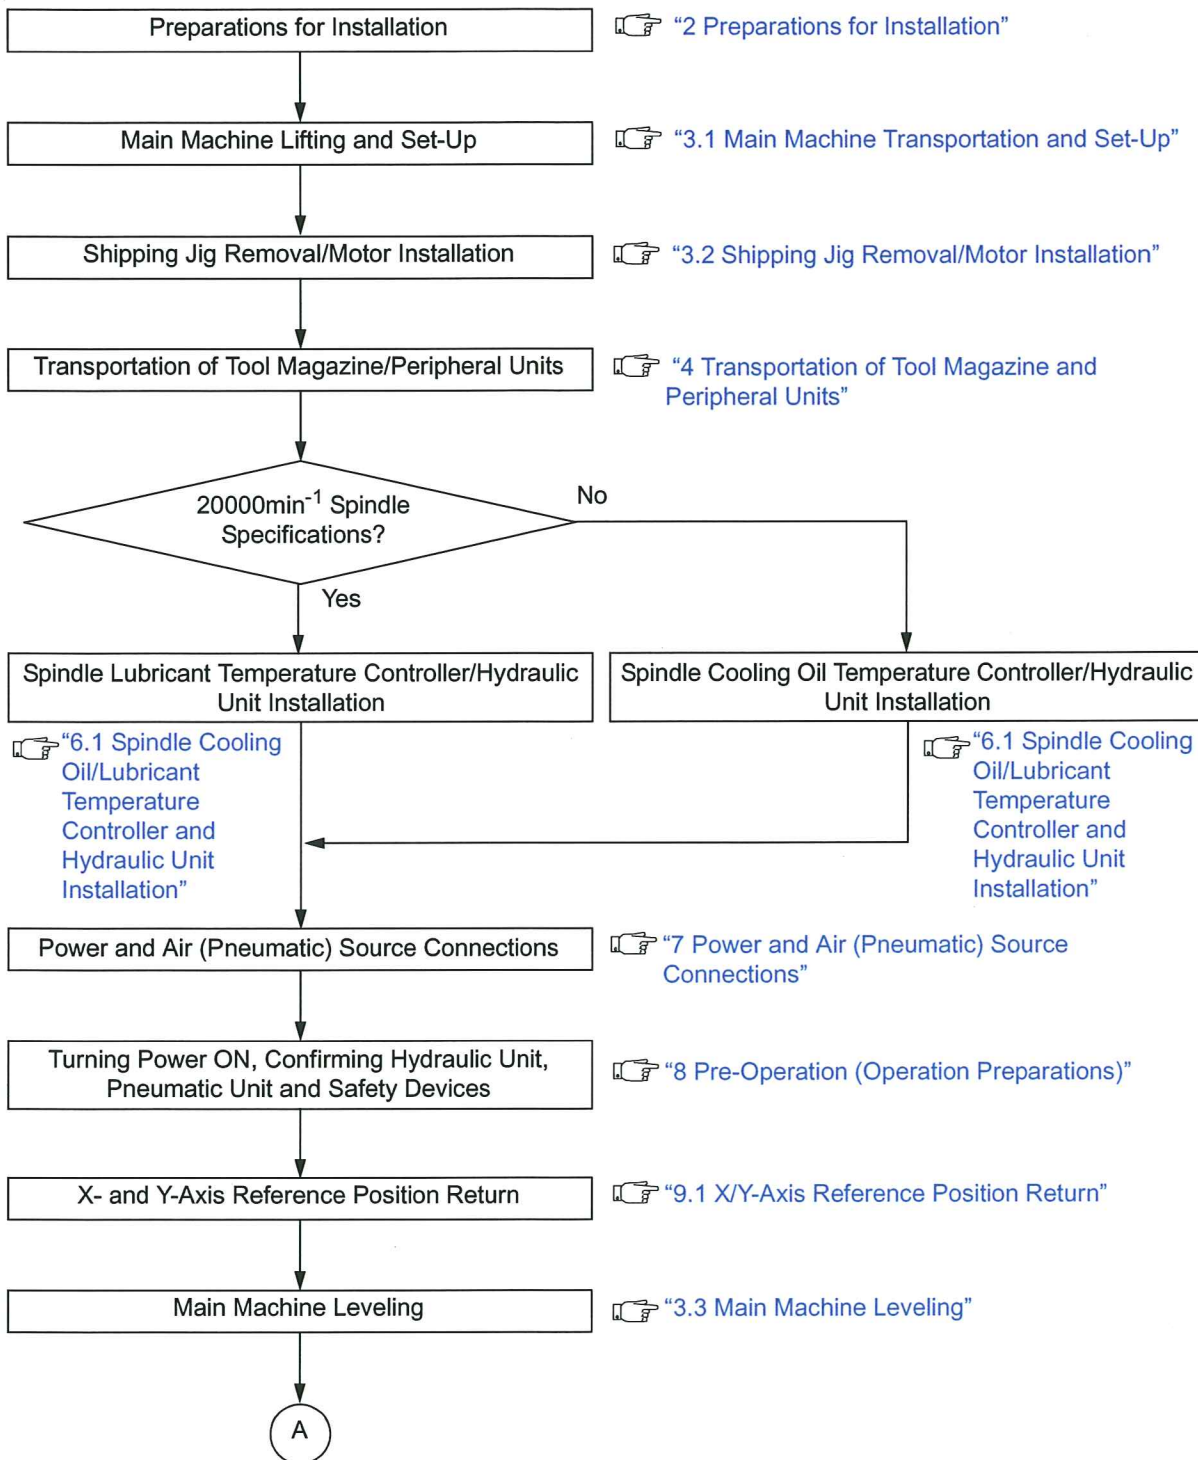 Preparations for Installation
“2 Preparations for Installation”
Main Machine Lifting and Set-Up
“3.1 Main Machine Transportation and Set-Up”
Shipping Jig Removal/Motor Installation
“3.2 Shipping Jig Removal/Motor Installation”
Transportation of Tool Magazine/Peripheral Units
“4 Transportation of Tool Magazine and
Peripheral Units”
20000min-1 Spindle
Specifications?
No
Yes
Spindle Lubricant Temperature Controller/Hydraulic
Unit Installation
“6.1 Spindle Cooling
Oil/Lubricant
Temperature
Controller and
Hydraulic Unit
Installation”
Spindle Cooling Oil Temperature Controller/Hydraulic
Unit Installation
“6.1 Spindle Cooling
Oil/Lubricant
Temperature
Controller and
Hydraulic Unit
Installation”
Power and Air (Pneumatic) Source Connections
“7 Power and Air (Pneumatic) Source
Connections”
Turning Power ON, Confirming Hydraulic Unit,
Pneumatic Unit and Safety Devices
“8 Pre-Operation (Operation Preparations)”
X- and Y-Axis Reference Position Return
“9.1 X/Y-Axis Reference Position Return”
Main Machine Leveling
“3.3 Main Machine Leveling”
A